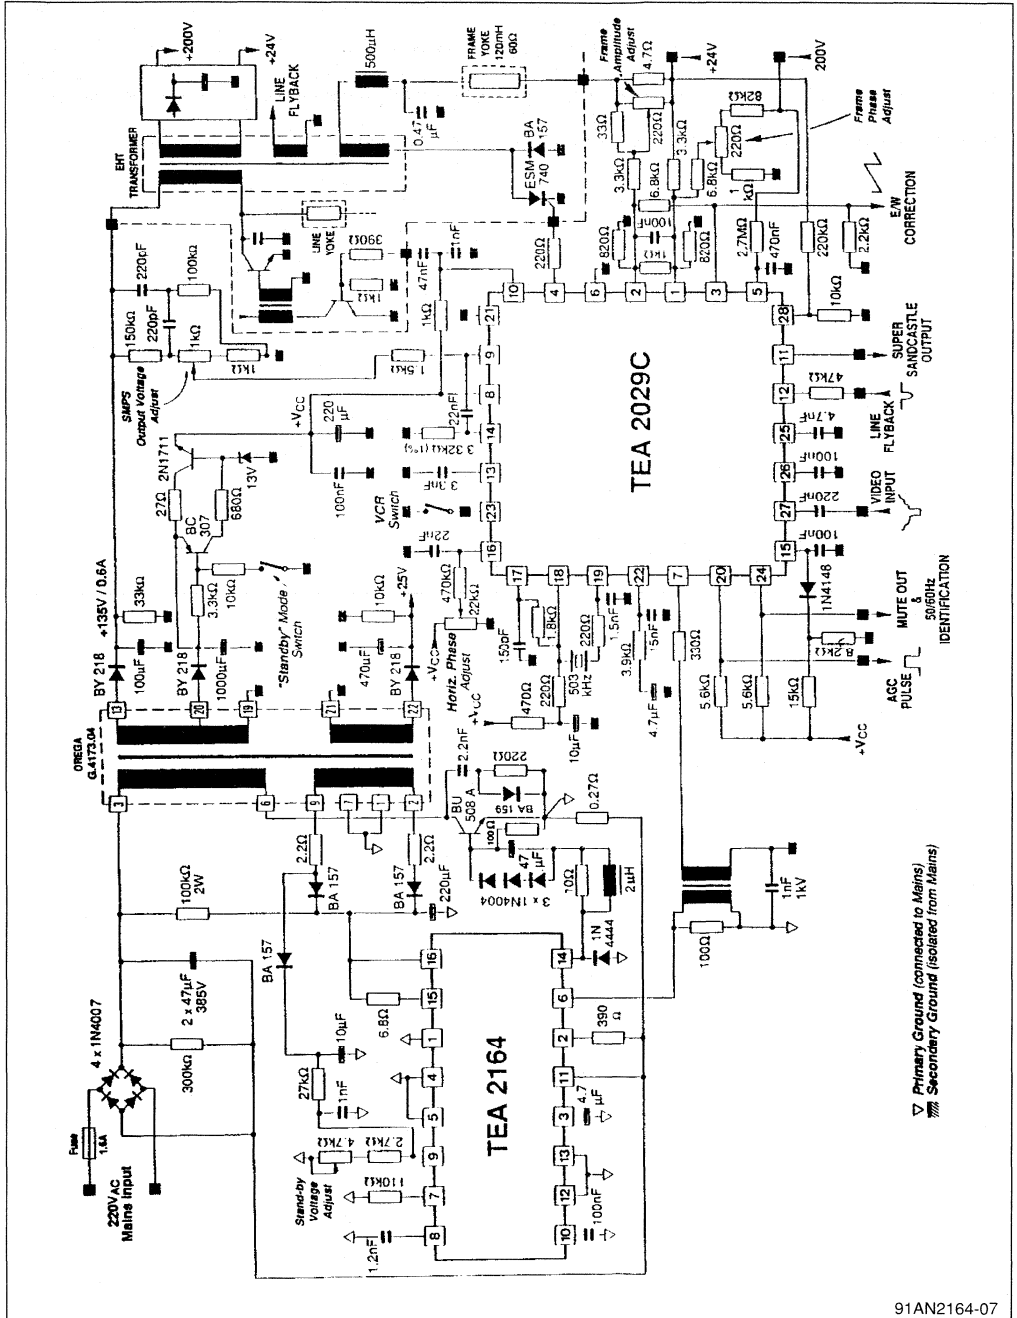 +200V
+24V
EHT
TRANSFORMER
LINE
FLYBACK
500µH
0.47
µF
FRAME
YOKE
120mH
60Ω
Frame
Amplitude
Adjust
4.7Ω
+24V
200V
33Ω
220Ω
82kΩ
Frame
Phase
Adjust
BA
157
ESM
740
3.3kΩ
3.3kΩ
6.8kΩ
6.8kΩ
220Ω
1
kΩ
E/W
CORRECTION
LINE
YOKE
390Ω
1kΩ
47nF
1nF
220Ω
820Ω
100nF
1kΩ
820Ω
2.7MΩ
470nF
220kΩ
2.2kΩ
220pF
100kΩ
150kΩ
220pF
1kΩ
1kΩ
SMPS
Output Voltage
Adjust
1kΩ
1.5kΩ
10
4
6
2
1
3
5
21
9
8
14
13
23
16
28
11
12
25
26
27
15
17
18
19
22
7
20
24
TEA 2029C
10kΩ
SUPER
SANDCASTLE
OUTPUT
47kΩ
LINE
FLYBACK
4.7nF
100nF
220nF
VIDEO
INPUT
100nF
+VCC
220
µF
100nF
22nF
3.32kΩ (1%)
3.3nF
VCR
Switch
22nF
2N1711
27Ω
BC
307
680Ω
13V
3.3kΩ
10kΩ
"Standby" Mode
Switch
+135V / 0.6A
33kΩ
BY 218
100µF
BY 218
1000µF
10kΩ
+25V
470µF
BY 218
470kΩ
22kΩ
+VCC
Horiz. Phase
Adjust
150pF
1.8kΩ
220Ω
503
kHz
220Ω
470Ω
10µF
+VCC
1.5nF
3.9kΩ
15nF
4.7µF
330Ω
1N4148
8.2kΩ
5.6kΩ
5.6kΩ
15kΩ
+VCC
MUTE OUT
&
50/60Hz
IDENTIFICATION
AGC
PULSE
OREGA
G.4173.04
13
20
19
21
22
3
6
9
7
1
2
2.2nF
BU
508 A
220Ω
BA 159
100Ω
0.27Ω
47
µF
3 x 1N4004
10Ω
2µH
1N
4444
2.2Ω
2.2Ω
BA 157
BA 157
220µF
100kΩ
2W
BA 157
2 x 47µF
385V
300kΩ
4 x 1N4007
Fuse
1.6A
220VAC
Mains Input
6.8Ω
10µF
27kΩ
1nF
4.7kΩ
2.7kΩ
Stand-by
Voltage
Adjust
110kΩ
1.2nF
16
15
1
4
5
9
7
8
14
6
2
11
3
13
12
10
TEA 2164
390
Ω
4.7
µF
100nF
100Ω
1nF
1kV
Primary Ground (connected to Mains)
Secondary Ground (isolated from Mains)
91AN2164-07